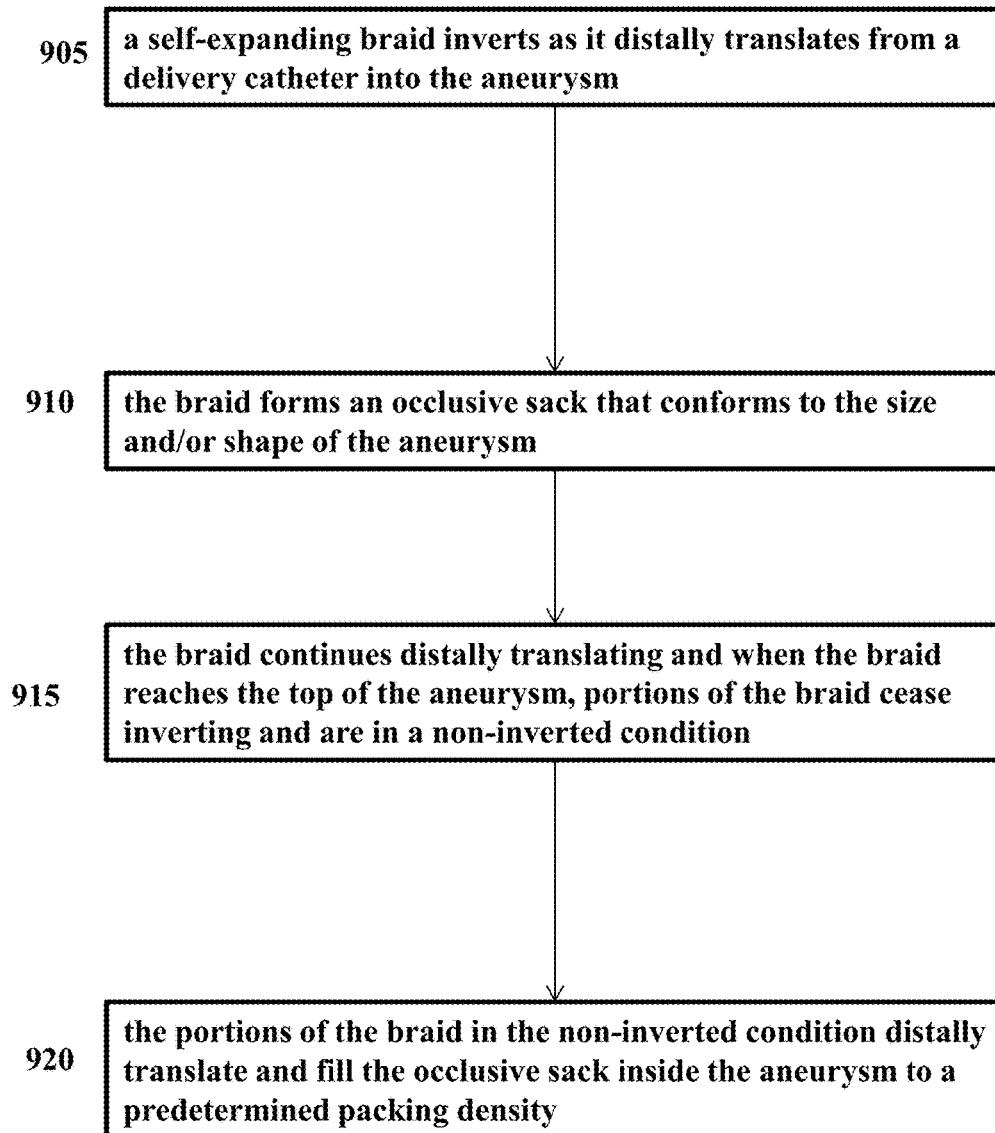 905
a self-expanding braid inverts as it distally translates from a
delivery catheter into the aneurysm
910
the braid forms an occlusive sack that conforms to the size
and/or shape of the aneurysm
915
the braid continues distally translating and when the braid
reaches the top of the aneurysm, portions of the braid cease
inverting and are in a non-inverted condition
920
the portions of the braid in the non-inverted condition distally
translate and fill the occlusive sack inside the aneurysm to a
predetermined packing density